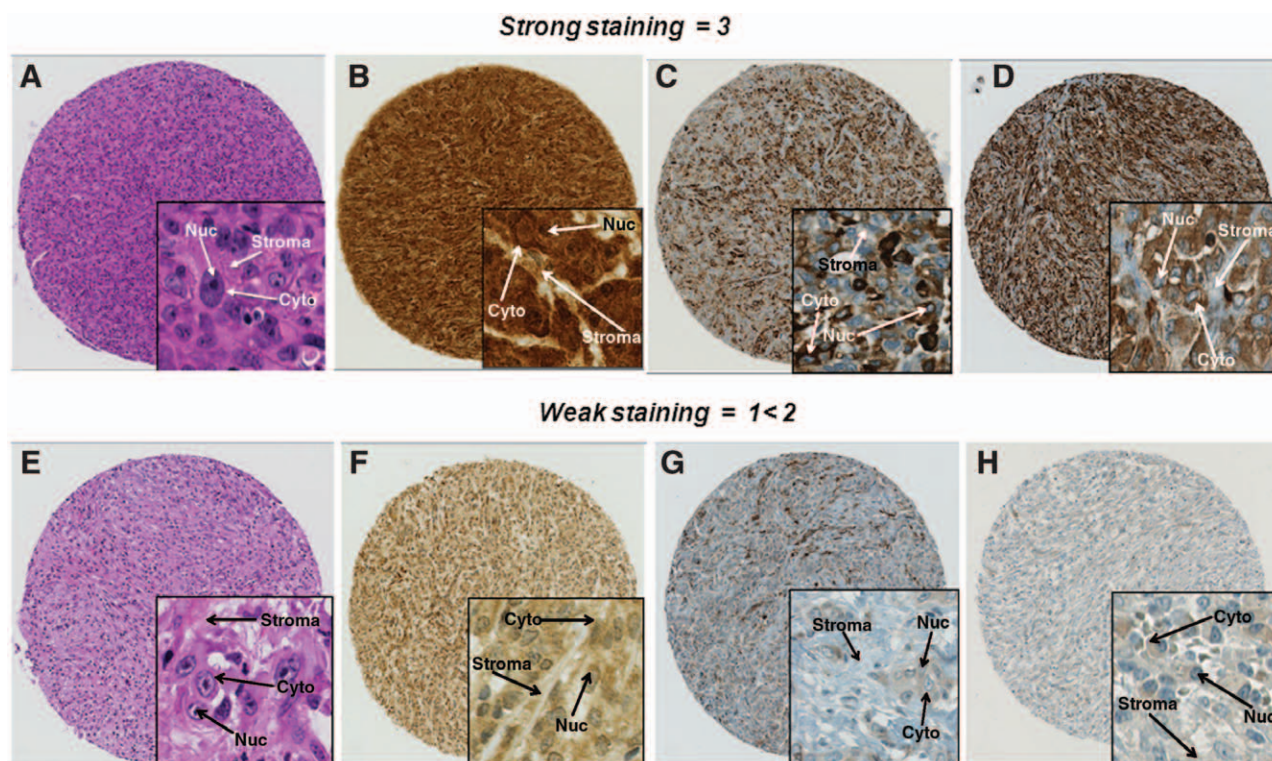 Strong staining = 3
A
B
C
D
Nuc
Stroma
Cyto
Nuc
Cyto
Stroma
Stroma
Cyto
Nuc
Nuc
Stroma
Cyto
Weak staining = 1< 2
E
F
G
H
Stroma
Cyto
Nuc
Cyto
Stroma
Nuc
Stroma
Nuc
Cyto
Cyto
Nuc
Stroma